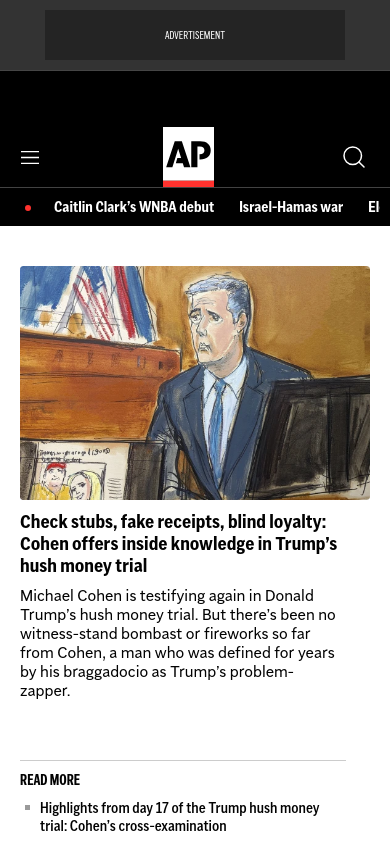 ADVERTISEMENT
AP
Caitlin Clark's WNBA debut Israel-Hamas war El
Check stubs, fake receipts, blind loyalty:
Cohen offers inside knowledge in Trump's
hush money trial
Michael Cohen is testifying again in Donald
Trump's hush money trial. But there's been no
witness-stand bombast or fireworks so far
from Cohen, a man who was defined for years
by his braggadocio as Trump's problem-
zapper.
READ MORE
Highlights from day 17 of the Trump hush money
trial: Cohen's cross-examination